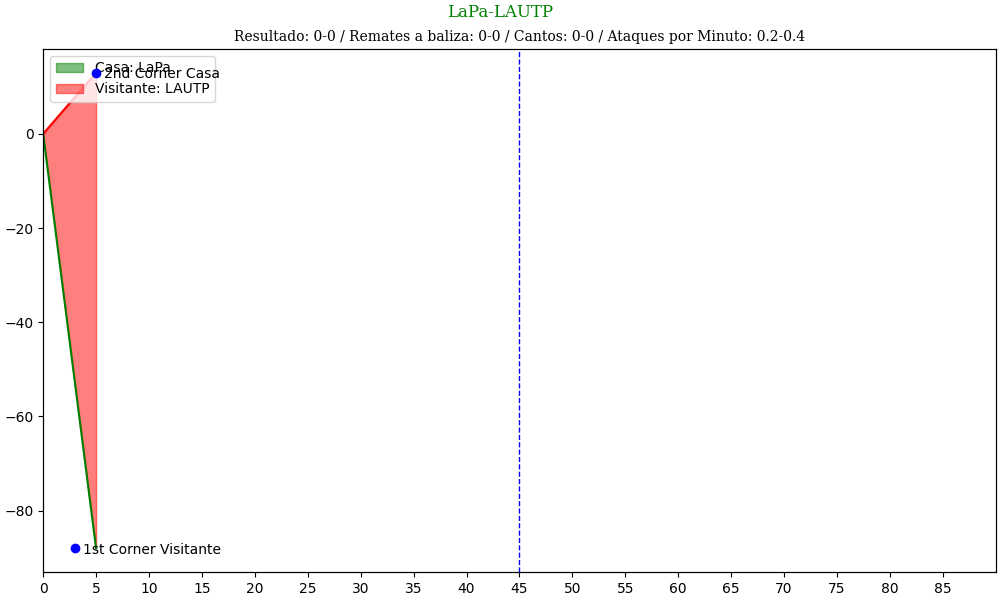 LaPa-LAUTP
Resultado: 0-0 / Remates a baliza: 0-0 / Cantos: 0-0 / Ataques por Minuto: 0.2-0.4
Casa: LaPa
2nd Corner Casa
Visitante: LAUTP
0
−20
−40
−60
−80
1st Corner Visitante
0 5 10 15 20 25 30 35 40 45 50 55 60 65 70 75 80 85